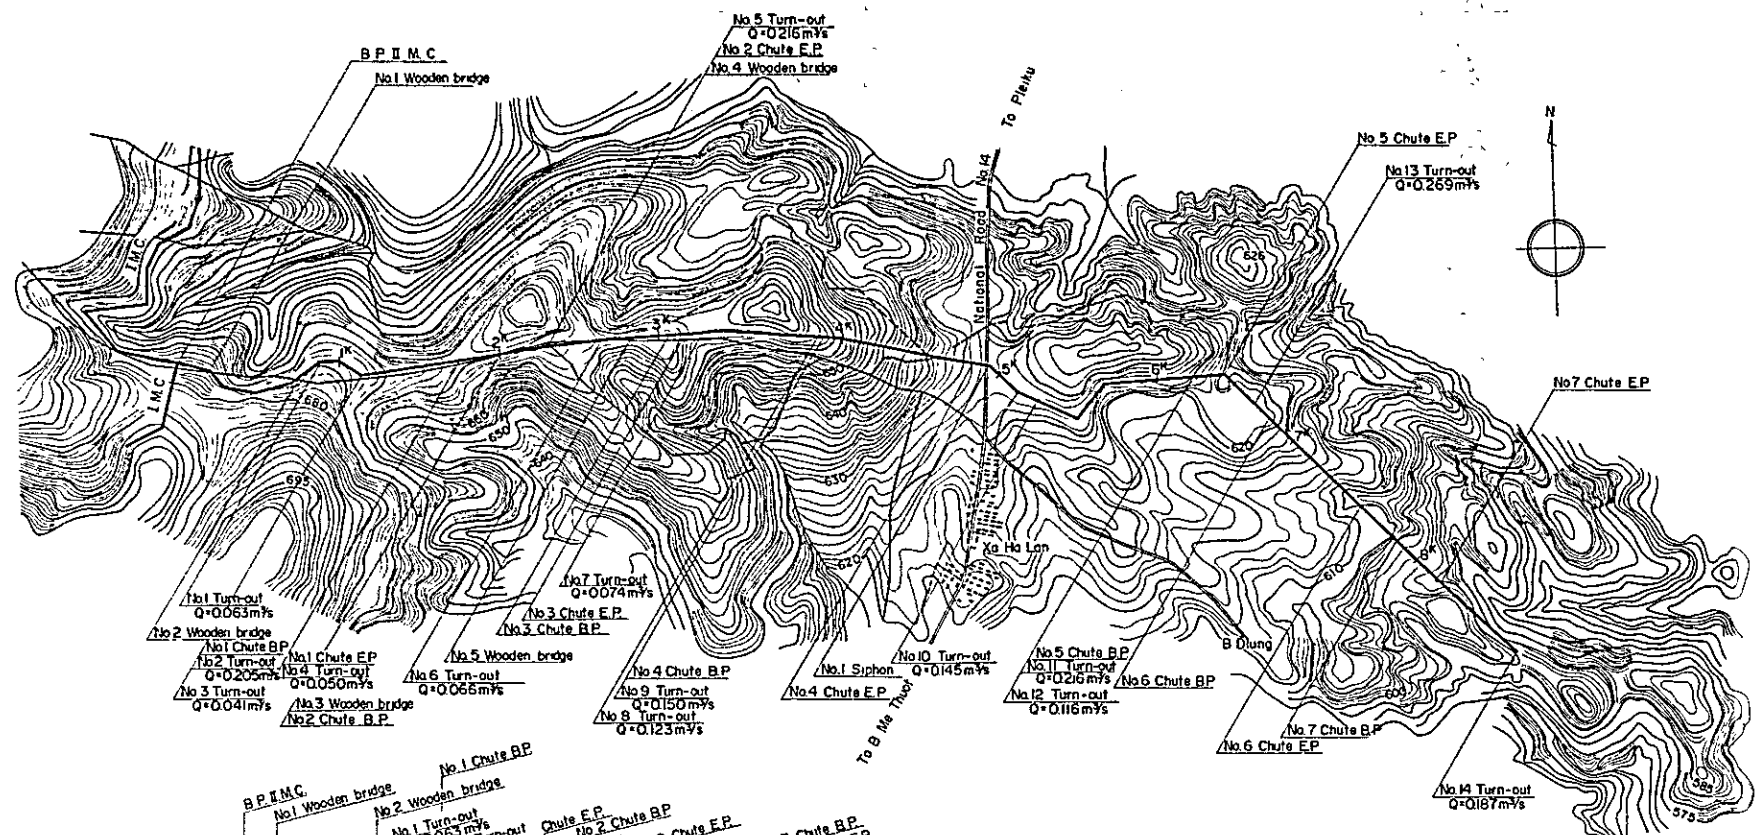 No.5 Turn-out
Q=0.216m³/s
No.2 Chute E.P.
No.4 Wooden bridge
B.P. II M.C
No.1 Wooden bridge
To Pleiku
National Road No.14
N
No.5 Chute E.P
No.13 Turn-out
Q=0.269m³/s
I.M.C.
I.M.C
626
1K
2K
3K
4K
5K
6K
7K
8K
No.7 Chute E.P
680
695
660
650
640
650
640
630
620
620
610
600
585
575
Xa Ha Lan
B Dlung
To B Me Thuot
No.1 Turn-out
Q=0.063m³/s
No.2 Wooden bridge
No.1 Chute B.P
No.2 Turn-out
Q=0.205m³/s
No.3 Turn-out
Q=0.041m³/s
No.1 Chute E.P
No.4 Turn-out
Q=0.050m³/s
No.3 Wooden bridge
No.2 Chute B.P.
No.6 Turn-out
Q=0.066m³/s
No.5 Wooden bridge
No.7 Turn-out
Q=0.074m³/s
No.3 Chute E.P.
No.3 Chute B.P.
No.4 Chute B.P
No.9 Turn-out
Q=0.150m³/s
No.8 Turn-out
Q=0.123m³/s
No.1 Siphon
No.4 Chute E.P
No.10 Turn-out
Q=0.145m³/s
No.5 Chute B.P
No.11 Turn-out
Q=0.216m³/s
No.12 Turn-out
Q=0.116m³/s
No.6 Chute B.P
No.6 Chute E.P
No.7 Chute B.P
No.14 Turn-out
Q=0.187m³/s
No.1 Chute B.P.
B.P. II M.C.
No.1 Wooden bridge
No.2 Wooden bridge
No.1 Turn-out
Chute E.P.
No.2 Chute B.P
Chute E.P.
Chute B.P.